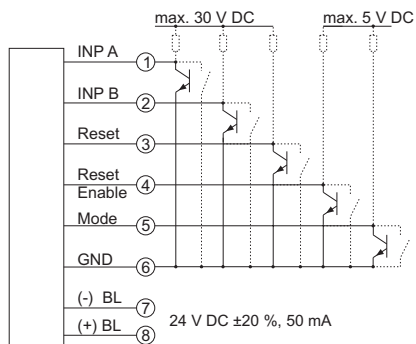 max. 30 V DC
max. 5 V DC
INP A
1
INP B
2
Reset
3
Reset
Enable
4
Mode
5
GND
6
(-) BL
7
24 V DC ±20 %, 50 mA
(+) BL
8